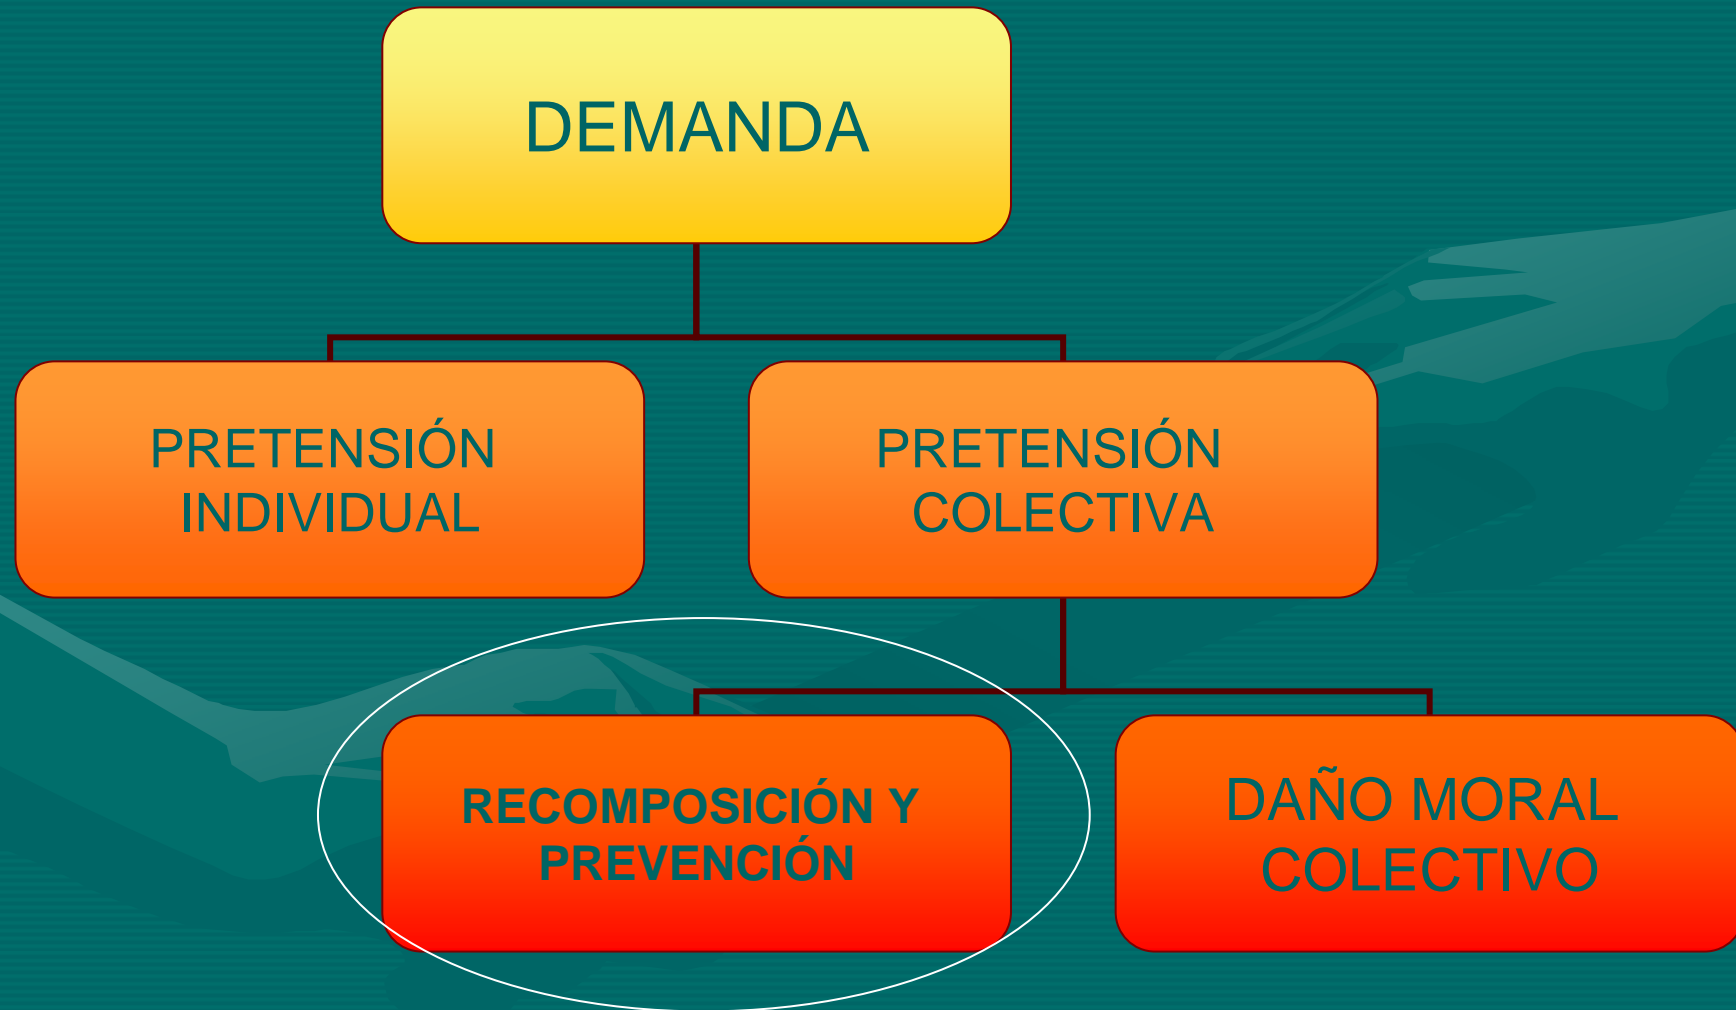 DEMANDA
PRETENSIÓN
INDIVIDUAL
PRETENSIÓN
COLECTIVA
RECOMPOSICIÓN Y
PREVENCIÓN
DAÑO MORAL
COLECTIVO